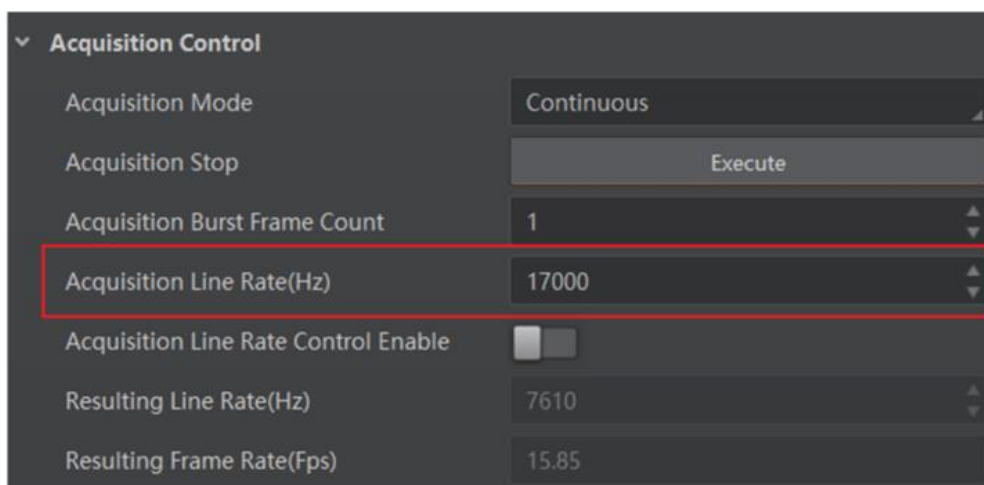 Acquisition Control
Acquisition Mode Continuous
Acquisition Stop Execute
Acquisition Burst Frame Count 1
Acquisition Line Rate(Hz) 17000
Acquisition Line Rate Control Enable
Resulting Line Rate(Hz) 7610
Resulting Frame Rate(Fps) 15.85